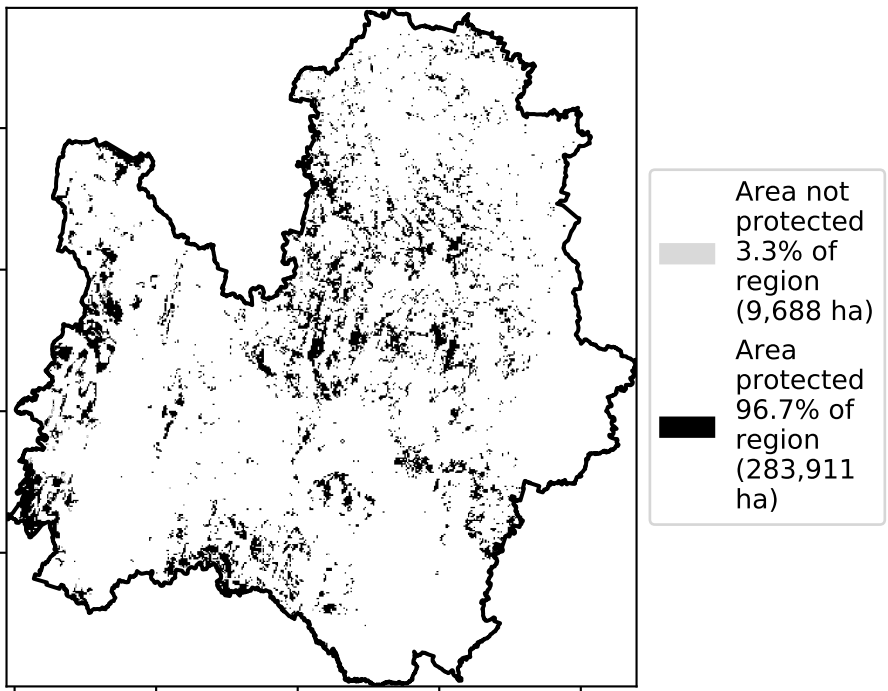 Area not
protected
3.3% of
region
(9,688 ha)
Area
protected
96.7% of
region
(283,911
ha)